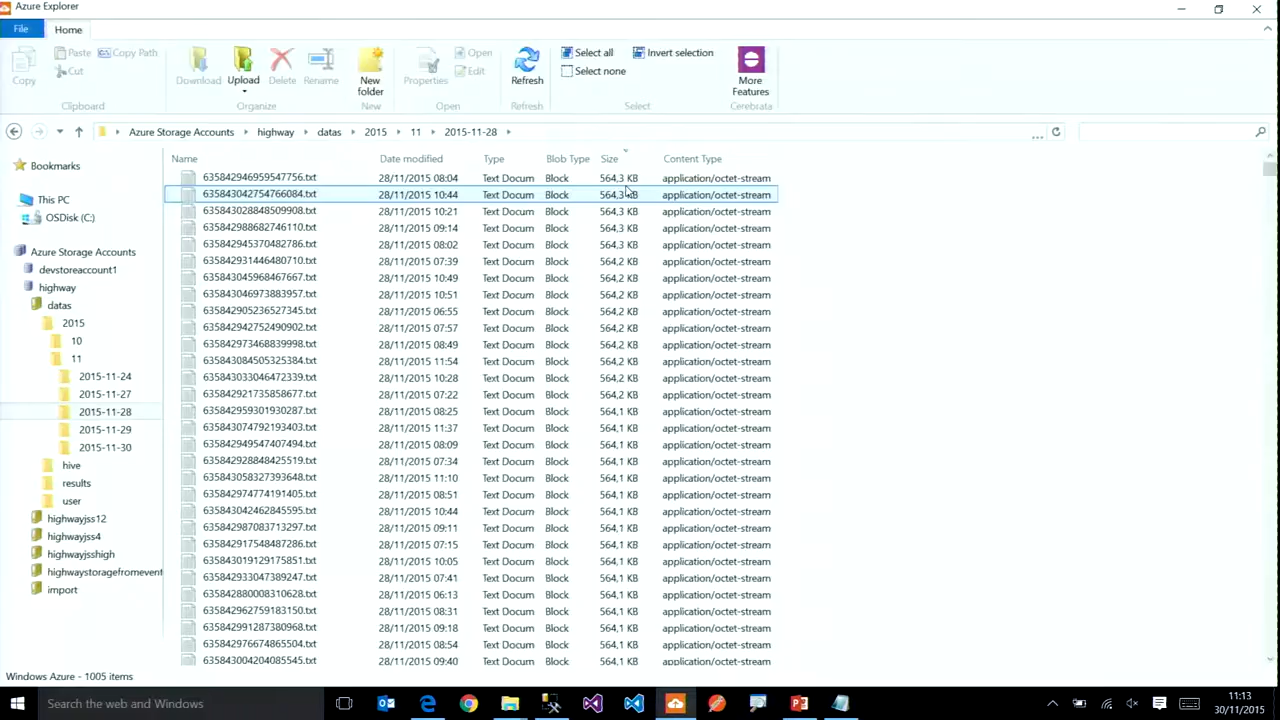 Azure Explorer
File Home
Copy Paste Copy Path Cut Download Upload Delete Rename New folder Properties Open Edit Refresh Select all Select none Invert selection More Features
Clipboard Organize New Open Refresh Select Cerebrata
Azure Storage Accounts highway datas 2015 11 2015-11-28
Bookmarks
This PC
OSDisk (C:)
Azure Storage Accounts
devstoreaccount1
highway
datas
2015
10
11
2015-11-24
2015-11-27
2015-11-28
2015-11-29
2015-11-30
hive
results
user
highwayjss12
highwayjss4
highwayjsshigh
highwaystoragefromevent
import
Name Date modified Type Blob Type Size Content Type
635842946959547756.txt 28/11/2015 08:04 Text Docum Block 564,3 KB application/octet-stream
635843042754766084.txt 28/11/2015 10:44 Text Docum Block 564,3 KB application/octet-stream
635843028848509908.txt 28/11/2015 10:21 Text Docum Block 564,3 KB application/octet-stream
635842988682746110.txt 28/11/2015 09:14 Text Docum Block 564,3 KB application/octet-stream
635842945370482786.txt 28/11/2015 08:02 Text Docum Block 564,3 KB application/octet-stream
635842931446480710.txt 28/11/2015 07:39 Text Docum Block 564,2 KB application/octet-stream
635843045968467667.txt 28/11/2015 10:49 Text Docum Block 564,2 KB application/octet-stream
635843046973883957.txt 28/11/2015 10:51 Text Docum Block 564,2 KB application/octet-stream
635842905236527345.txt 28/11/2015 06:55 Text Docum Block 564,2 KB application/octet-stream
635842942752490902.txt 28/11/2015 07:57 Text Docum Block 564,2 KB application/octet-stream
635842973468839998.txt 28/11/2015 08:49 Text Docum Block 564,2 KB application/octet-stream
635843084505325384.txt 28/11/2015 11:54 Text Docum Block 564,2 KB application/octet-stream
635843033046472339.txt 28/11/2015 10:28 Text Docum Block 564,2 KB application/octet-stream
635842921735858677.txt 28/11/2015 07:22 Text Docum Block 564,2 KB application/octet-stream
635842959301930287.txt 28/11/2015 08:25 Text Docum Block 564,1 KB application/octet-stream
635843074792193403.txt 28/11/2015 11:37 Text Docum Block 564,1 KB application/octet-stream
635842949547407494.txt 28/11/2015 08:09 Text Docum Block 564,1 KB application/octet-stream
635842928848425519.txt 28/11/2015 07:34 Text Docum Block 564,1 KB application/octet-stream
635843058327393648.txt 28/11/2015 11:10 Text Docum Block 564,1 KB application/octet-stream
635842974774191405.txt 28/11/2015 08:51 Text Docum Block 564,1 KB application/octet-stream
635843042462845595.txt 28/11/2015 10:44 Text Docum Block 564,1 KB application/octet-stream
635842987083713297.txt 28/11/2015 09:11 Text Docum Block 564,1 KB application/octet-stream
635842917548487286.txt 28/11/2015 07:15 Text Docum Block 564,1 KB application/octet-stream
635843019129175851.txt 28/11/2015 10:05 Text Docum Block 564,1 KB application/octet-stream
635842933047389247.txt 28/11/2015 07:41 Text Docum Block 564,1 KB application/octet-stream
635842880008310628.txt 28/11/2015 06:13 Text Docum Block 564,1 KB application/octet-stream
635842962759183150.txt 28/11/2015 08:31 Text Docum Block 564,1 KB application/octet-stream
635842991287380968.txt 28/11/2015 09:18 Text Docum Block 564,1 KB application/octet-stream
635842976674865504.txt 28/11/2015 08:54 Text Docum Block 564,1 KB application/octet-stream
635843004204085545.txt 28/11/2015 09:40 Text Docum Block 564,1 KB application/octet-stream
Windows Azure - 1005 items
Search the web and Windows
11:13
30/11/2015